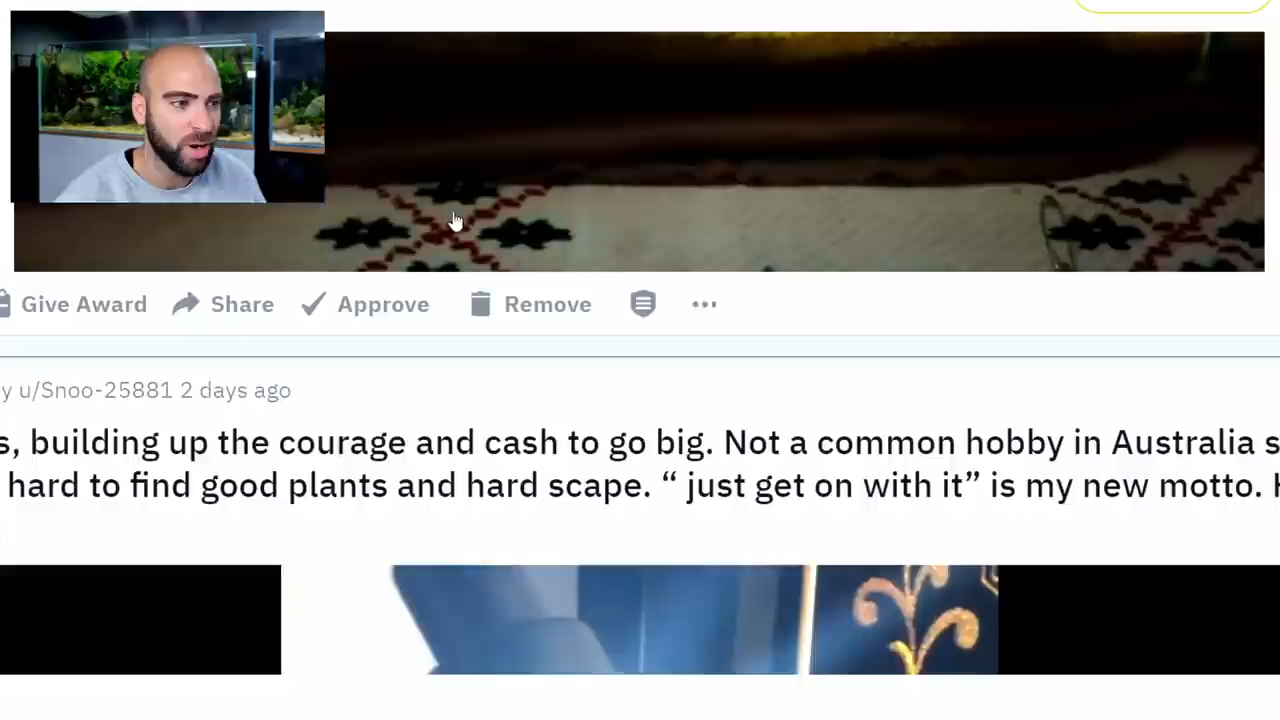 Give Award Share Approve Remove
y u/Snoo-25881 2 days ago
s, building up the courage and cash to go big. Not a common hobby in Australia s
hard to find good plants and hard scape. “ just get on with it” is my new motto. H